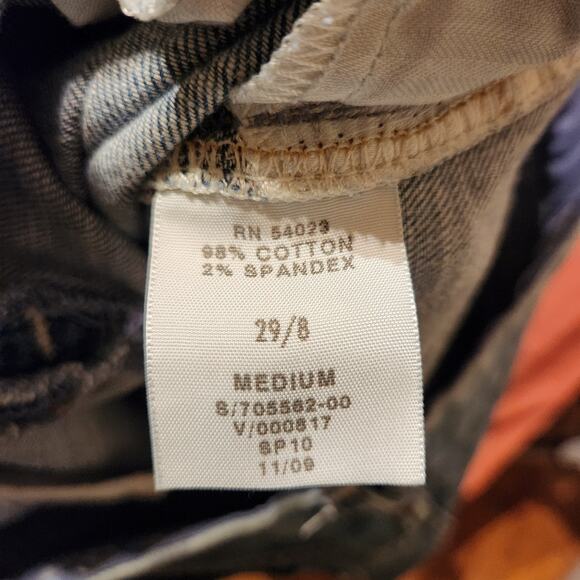 RN 54023
98% COTTON
2% SPANDEX
29/8
MEDIUM
S/705562-00
V/000817
SP10
11/09